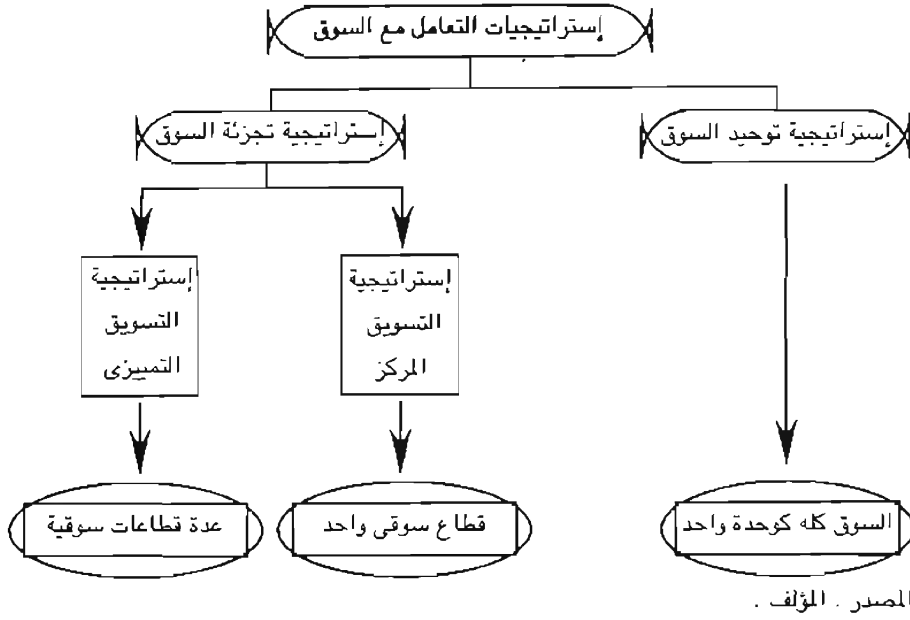 إستراتيجيات التعامل مع السوق
إستراتيجية توحيد السوق
إستراتيجية تجزئة السوق
إستراتيجية
التسويق
المركز
إستراتيجية
التسويق
التمييزى
السوق كله كوحدة واحد
قطاع سوقى واحد
عدة قطاعات سوقية
المصدر . المؤلف .